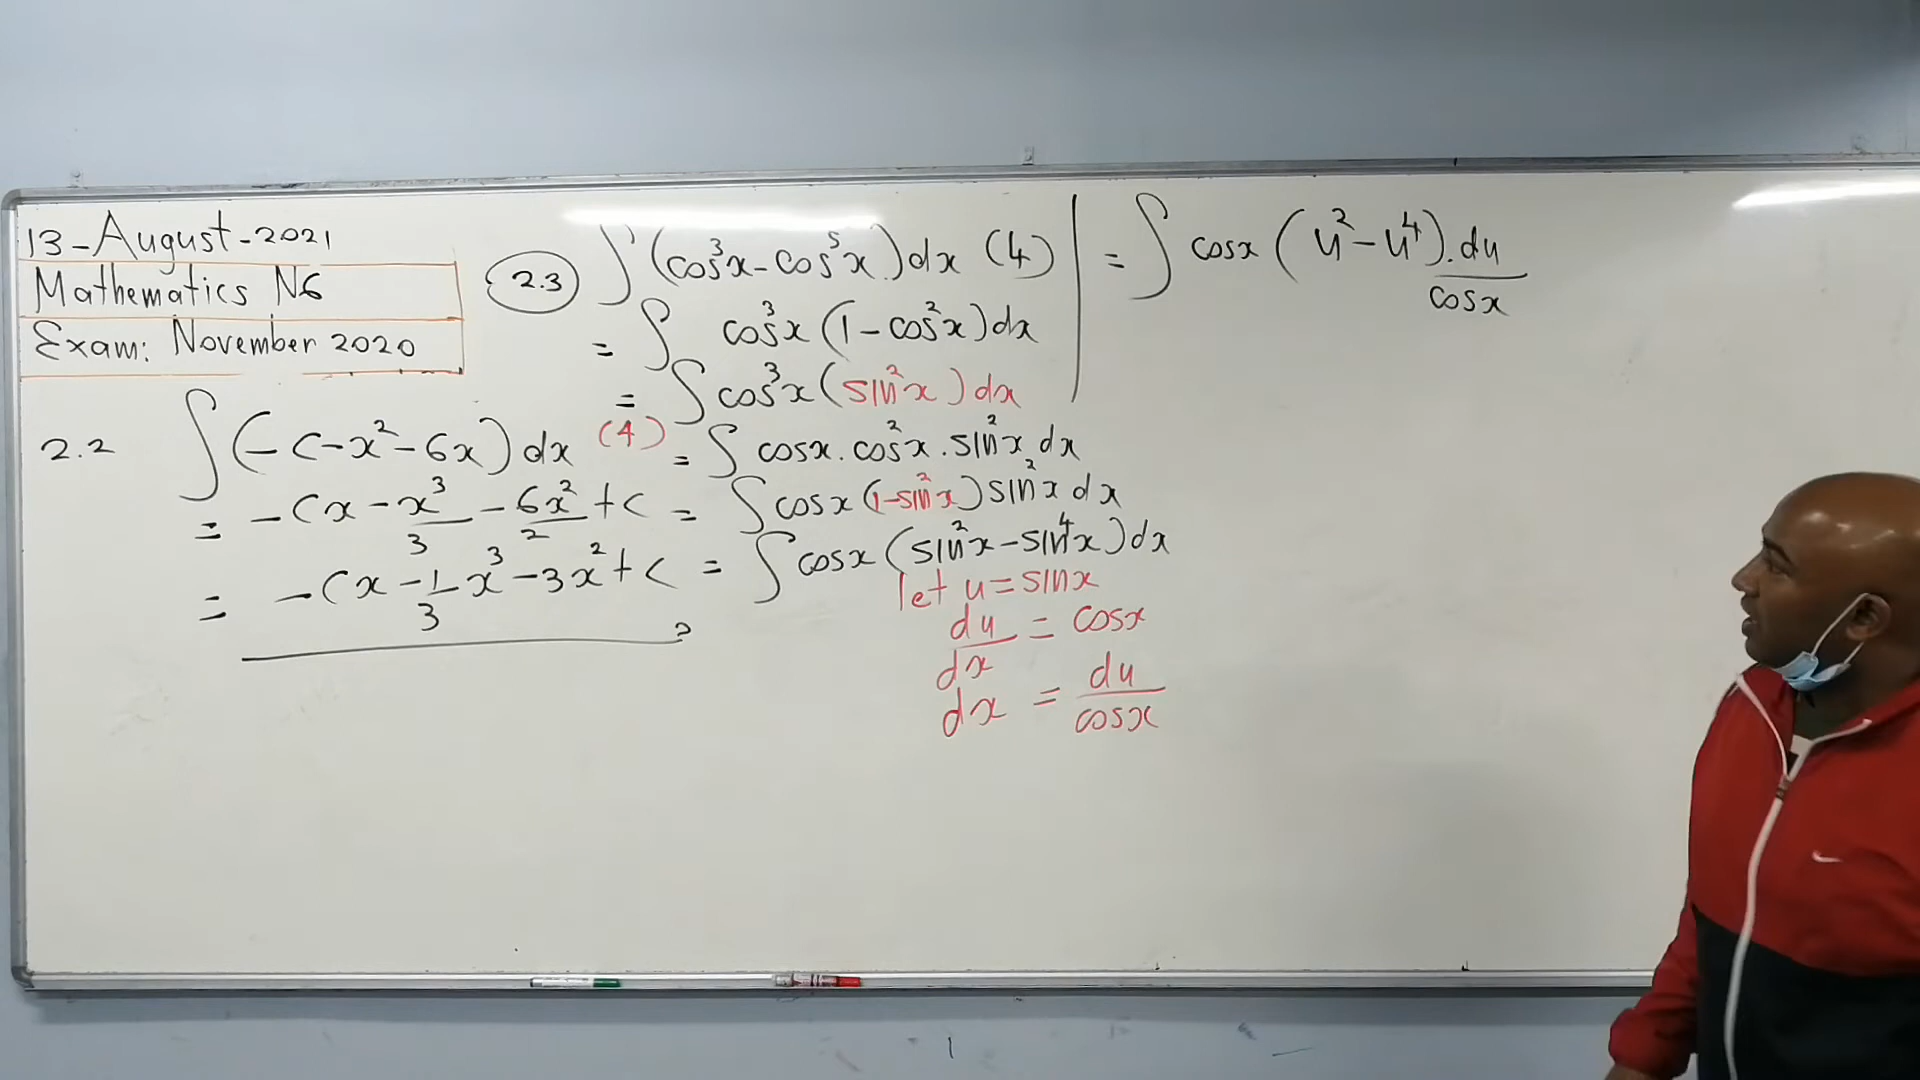 13-August-2021
Mathematics N6
Exam: November 2020
2.2 ∫(-c-x²-6x)dx (4)
= -cx - x³/3 - 6x²/2 + c
= -cx - 1/3 x³ - 3x² + c
2.3 ∫(cos³x - cos⁵x)dx (4)
= ∫ cos³x (1 - cos²x)dx
= ∫ cos³x (sin²x)dx
= ∫ cosx . cos²x . sin²x dx
= ∫ cosx (1-sin²x) sin²x dx
= ∫ cosx (sin²x - sin⁴x)dx
let u = sinx
du/dx = cosx
dx = du/cosx
= ∫ cosx (u² - u⁴) . du/cosx